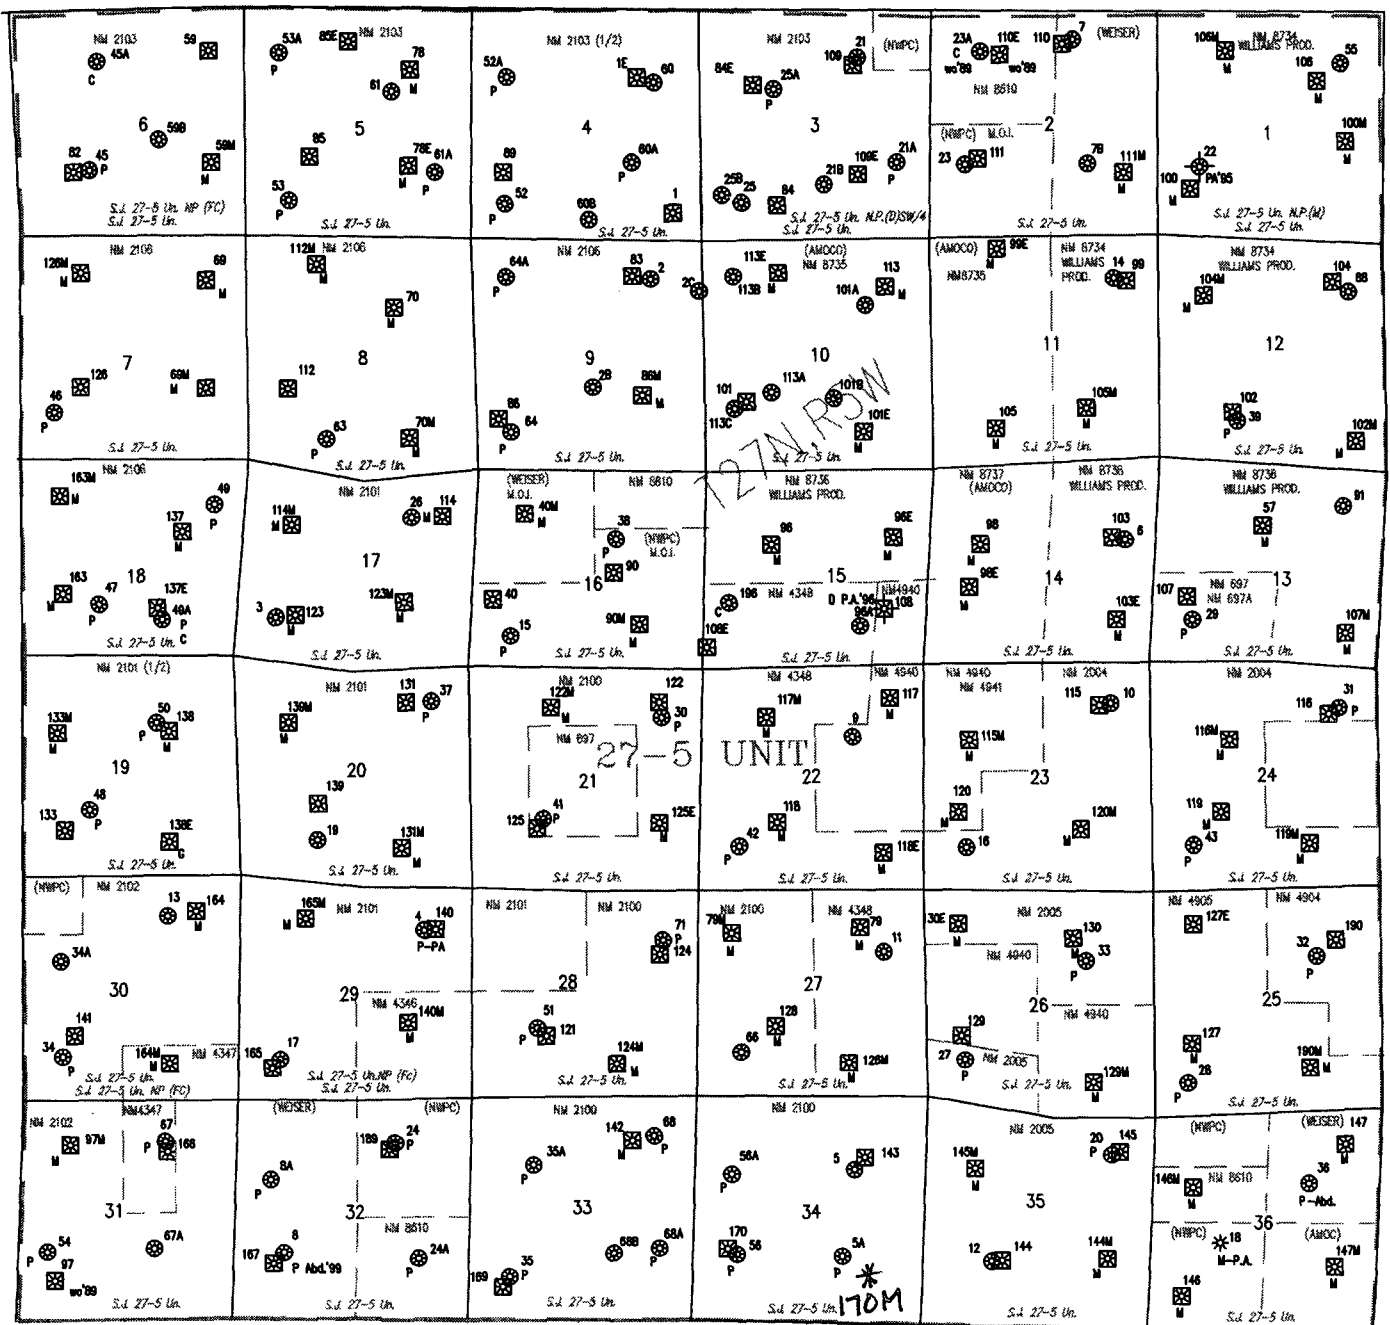 NM 2103
59
45A
C
6
59B
82
45
P
59M
M
S.J. 27-5 Un. NP (FC)
S.J. 27-5 Un.
53A
P
85E
NM 2103
78
M
61
5
85
78E
M
61A
P
53
P
S.J. 27-5 Un.
NM 2103 (1/2)
52A
P
1E
60
4
89
60A
P
52
P
60B
1
S.J. 27-5 Un.
NM 2103
21
109
(NWPC)
84E
25A
P
3
21A
P
109E
21B
25B
25
84
S.J. 27-5 Un. N.P.(D)SW/4
S.J. 27-5 Un.
23A
C
wo'89
110E
wo'89
110
7
(WEISER)
NM 8610
(NWPC) M.O.I.
2
23
111
7B
111M
M
S.J. 27-5 Un.
NM 8734
WILLIAMS PROD.
106M
M
55
106
M
1
100M
M
22
PA'95
100
M
S.J. 27-5 Un. N.P.(M)
S.J. 27-5 Un.
NM 2106
126M
M
69
M
7
126
69M
M
46
P
S.J. 27-5 Un.
112M
M
NM 2106
70
M
8
112
63
P
70M
M
S.J. 27-5 Un.
NM 2106
64A
P
83
2
2C
9
2B
86M
M
86
64
P
S.J. 27-5 Un.
(AMOCO)
NM 8735
113E
M
113B
113
M
101A
10
113A
101
101B
113C
101E
M
S.J. 27-5 Un.
T27N, R5W
(AMOCO)
99E
M
NM8735
NM 8734
WILLIAMS
PROD.
14
99
11
105
M
105M
M
S.J. 27-5 Un.
NM 8734
WILLIAMS PROD.
104M
M
104
88
12
102
39
P
102M
M
S.J. 27-5 Un.
NM 2106
163M
M
49
P
137
M
18
163
M
47
P
137E
49A
P
C
S.J. 27-5 Un.
NM 2101
114M
M
26
114
M
17
3
123
M
123M
M
S.J. 27-5 Un.
(WEISER)
M.O.I.
NM 8610
40M
M
38
P
(NWPC)
M.O.I.
90
16
40
15
P
90M
M
S.J. 27-5 Un.
NM 8736
WILLIAMS PROD.
96
M
96E
M
15
NM 4348
NM4940
196
C
D P.A.'96
96A
108
108E
M
S.J. 27-5 Un.
NM 8737
(AMOCO)
NM 8736
WILLIAMS PROD.
98
M
103
6
98E
M
14
103E
M
S.J. 27-5 Un.
NM 8736
WILLIAMS PROD.
91
57
M
13
NM 697
NM 697A
107
29
P
107M
M
S.J. 27-5 Un.
NM 2101 (1/2)
133M
M
50
P
138
M
19
48
P
133
138E
G
S.J. 27-5 Un.
NM 2101
131
37
P
139M
M
20
139
19
131M
M
S.J. 27-5 Un.
NM 2100
122M
M
122
30
P
NM 697
21
41
P
125
125E
M
S.J. 27-5 Un.
27-5 UNIT
NM 4348
NM 4940
117M
M
117
M
9
22
118
M
42
P
118E
M
S.J. 27-5 Un.
NM 4940
NM 4941
NM 2004
115
10
115M
M
23
120
M
120M
M
16
S.J. 27-5 Un.
NM 2004
31
P
116
116M
M
24
119
M
43
P
119M
M
S.J. 27-5 Un.
(NWPC)
NM 2102
13
164
M
34A
30
141
34
P
164M
M
NM 4347
S.J. 27-5 Un.
S.J. 27-5 Un. NP (FC)
165M
M
NM 2101
4
140
P-PA
29
NM 4346
140M
M
17
165
S.J. 27-5 Un.NP (Fc)
S.J. 27-5 Un.
NM 2101
NM 2100
71
P
124
28
51
P
121
124M
M
S.J. 27-5 Un.
NM 2100
NM 4348
79M
M
79
M
11
27
128
M
66
126M
M
S.J. 27-5 Un.
30E
M
NM 2005
130
M
33
P
NM 4940
26
NM 4940
129
27
P
NM 2005
129M
M
S.J. 27-5 Un.
NM 4905
127E
NM 4904
190
32
P
25
127
M
28
P
190M
M
S.J. 27-5 Un.
NM 2102
NM4347
97M
M
67
P
166
31
54
P
67A
97
wo'89
S.J. 27-5 Un.
(WEISER)
(NWPC)
189
24
P
8A
P
32
NM 8610
8
167
P Abd.'99
24A
P
S.J. 27-5 Un.
NM 2100
142
M
68
P
35A
P
33
68B
68A
P
35
P
169
S.J. 27-5 Un.
NM 2100
56A
P
5
143
34
170
56
P
5A
P
170M
S.J. 27-5 Un.
NM 2005
20
P
145
145M
M
35
12
144
144M
M
S.J. 27-5 Un.
(NWPC)
(WEISER)
147
M
146M
M
NM 8610
36
P-Abd.
36
(NWPC)
18
M-P.A.
(AMOC)
147M
M
146
M
S.J. 27-5 Un.